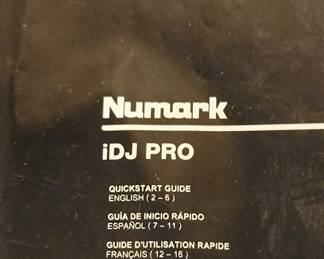 Numark
iDJ PRO
QUICKSTART GUIDE
ENGLISH ( 2 – 6 )
GUÍA DE INICIO RÁPIDO
ESPAÑOL ( 7 – 11 )
GUIDE D'UTILISATION RAPIDE
FRANÇAIS ( 12 – 16 )